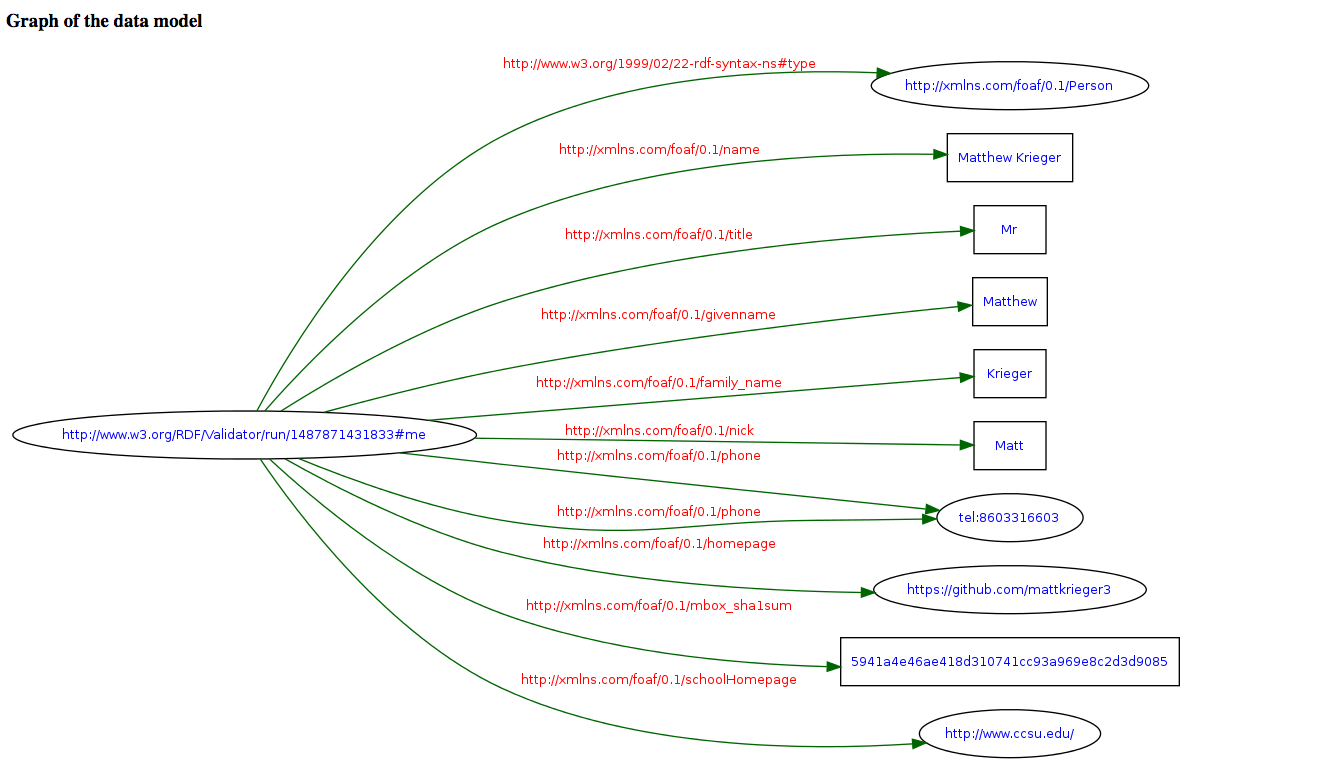 Graph of the data model
http://www.w3.org/1999/02/22-rdf-syntax-ns#type
http://xmlns.com/foaf/0.1/Person
http://xmlns.com/foaf/0.1/name
Matthew Krieger
http://xmlns.com/foaf/0.1/title
Mr
http://xmlns.com/foaf/0.1/givenname
Matthew
http://xmlns.com/foaf/0.1/family_name
Krieger
http://www.w3.org/RDF/Validator/run/1487871431833#me
http://xmlns.com/foaf/0.1/nick
Matt
http://xmlns.com/foaf/0.1/phone
http://xmlns.com/foaf/0.1/phone
tel:8603316603
http://xmlns.com/foaf/0.1/homepage
https://github.com/mattkrieger3
http://xmlns.com/foaf/0.1/mbox_sha1sum
5941a4e46ae418d310741cc93a969e8c2d3d9085
http://xmlns.com/foaf/0.1/schoolHomepage
http://www.ccsu.edu/